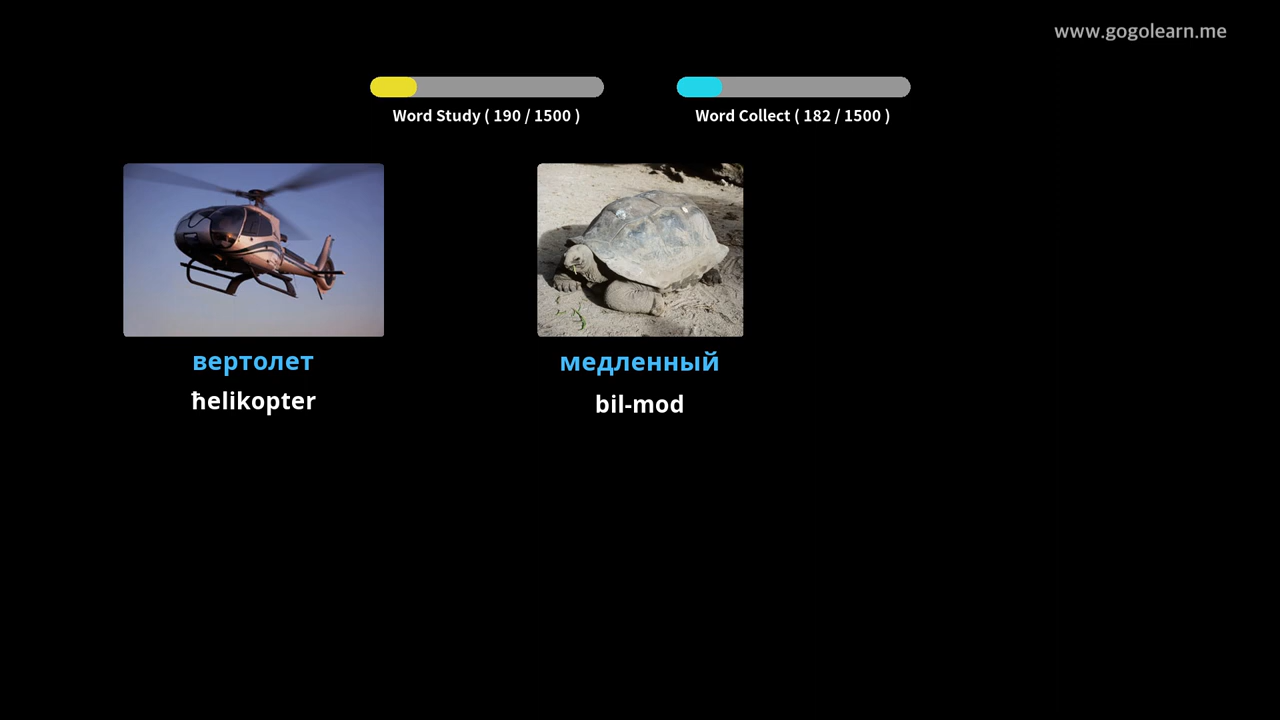 www.gogolearn.me
Word Study ( 190 / 1500 )
Word Collect ( 182 / 1500 )
вертолет
ħelikopter
медленный
bil-mod